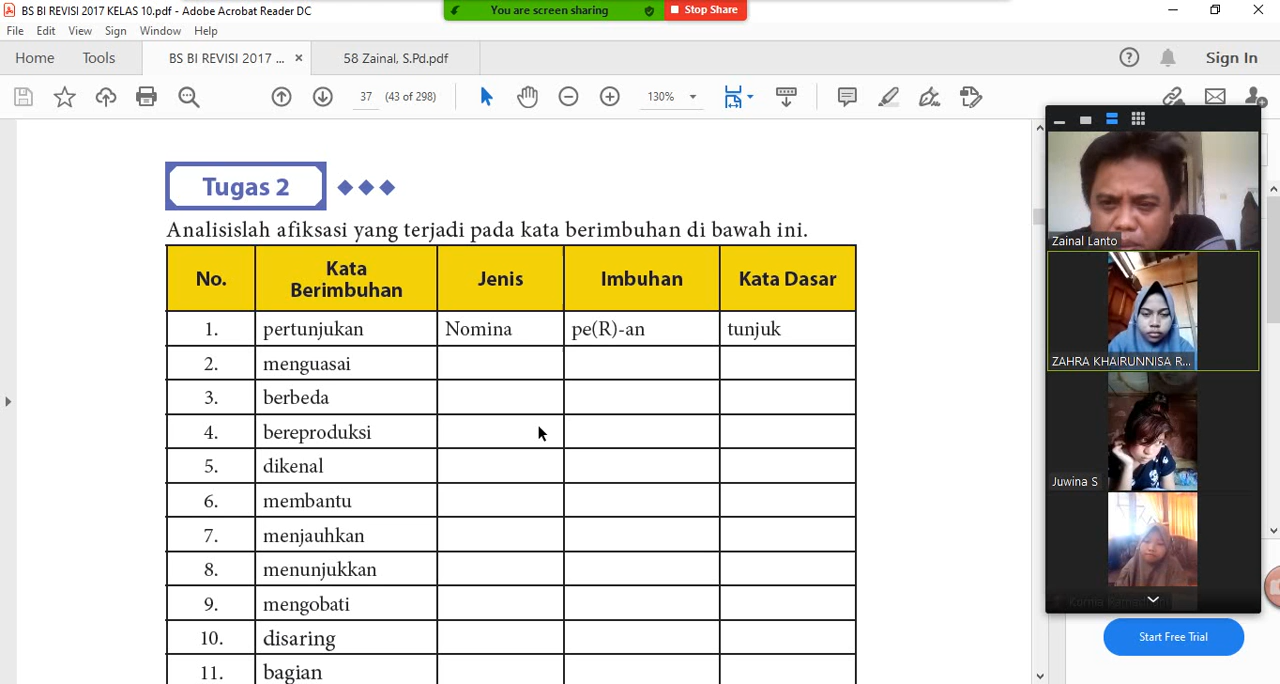 BS BI REVISI 2017 KELAS 10.pdf - Adobe Acrobat Reader DC
You are screen sharing
Stop Share
File Edit View Sign Window Help
Home Tools BS BI REVISI 2017 ... × 58 Zainal, S.Pd.pdf Sign In
37 (43 of 298) 130%
Tugas 2
Analisislah afiksasi yang terjadi pada kata berimbuhan di bawah ini.
No. Kata Berimbuhan Jenis Imbuhan Kata Dasar
1. pertunjukan Nomina pe(R)-an tunjuk
2. menguasai
3. berbeda
4. bereproduksi
5. dikenal
6. membantu
7. menjauhkan
8. menunjukkan
9. mengobati
10. disaring
11. bagian
Zainal Lanto
ZAHRA KHAIRUNNISA R...
Juwina S
Start Free Trial